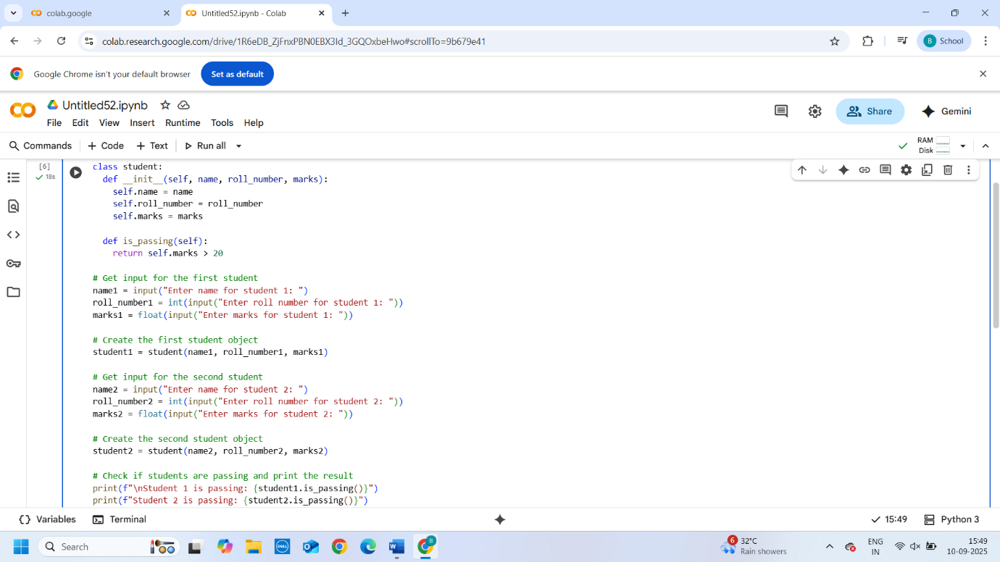 colab.google
Untitled52.ipynb - Colab
colab.research.google.com/drive/1R6eDB_ZjFnxPBN0EBX3Id_3GQOxbeHwo#scrollTo=9b679e41
B School
Google Chrome isn't your default browser
Set as default
Untitled52.ipynb
File Edit View Insert Runtime Tools Help
Share
Gemini
Commands + Code + Text Run all
RAM
Disk
[6]
18s
class student:
  def __init__(self, name, roll_number, marks):
    self.name = name
    self.roll_number = roll_number
    self.marks = marks

  def is_passing(self):
    return self.marks > 20

# Get input for the first student
name1 = input("Enter name for student 1: ")
roll_number1 = int(input("Enter roll number for student 1: "))
marks1 = float(input("Enter marks for student 1: "))

# Create the first student object
student1 = student(name1, roll_number1, marks1)

# Get input for the second student
name2 = input("Enter name for student 2: ")
roll_number2 = int(input("Enter roll number for student 2: "))
marks2 = float(input("Enter marks for student 2: "))

# Create the second student object
student2 = student(name2, roll_number2, marks2)

# Check if students are passing and print the result
print(f"\nStudent 1 is passing: {student1.is_passing()}")
print(f"Student 2 is passing: {student2.is_passing()}")
{} Variables Terminal
15:49 Python 3
Search
DELL
W
B
6
32°C
Rain showers
ENG
IN
15:49
10-09-2025